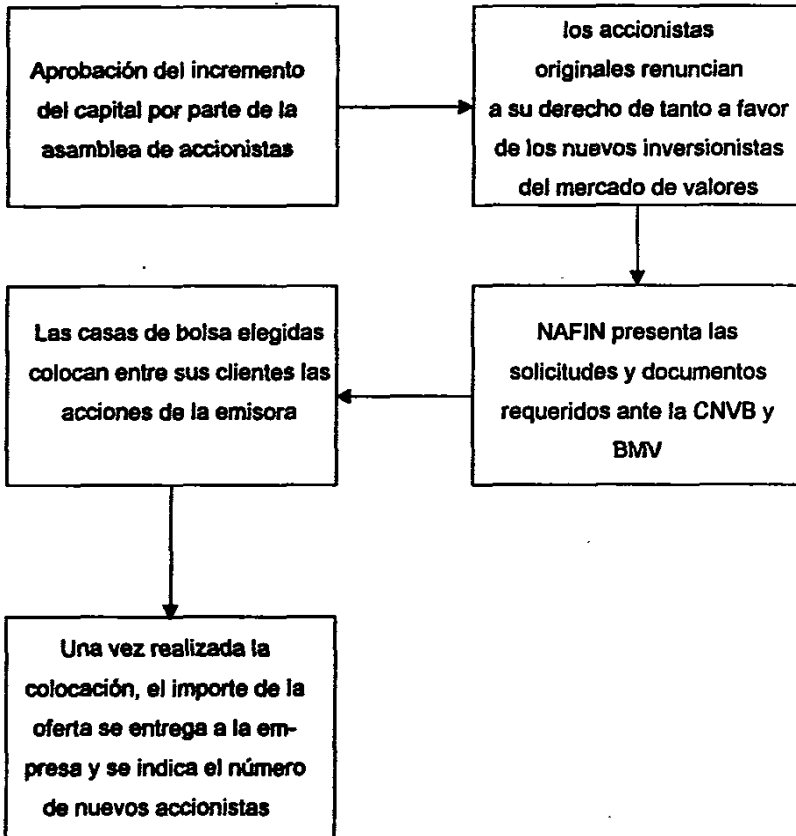 Aprobación del incremento
del capital por parte de la
asamblea de accionistas
los accionistas
originales renuncian
a su derecho de tanto a favor
de los nuevos inversionistas
del mercado de valores
NAFIN presenta las
solicitudes y documentos
requeridos ante la CNVB y
BMV
Las casas de bolsa elegidas
colocan entre sus clientes las
acciones de la emisora
Una vez realizada la
colocación, el importe de la
oferta se entrega a la em-
presa y se indica el número
de nuevos accionistas